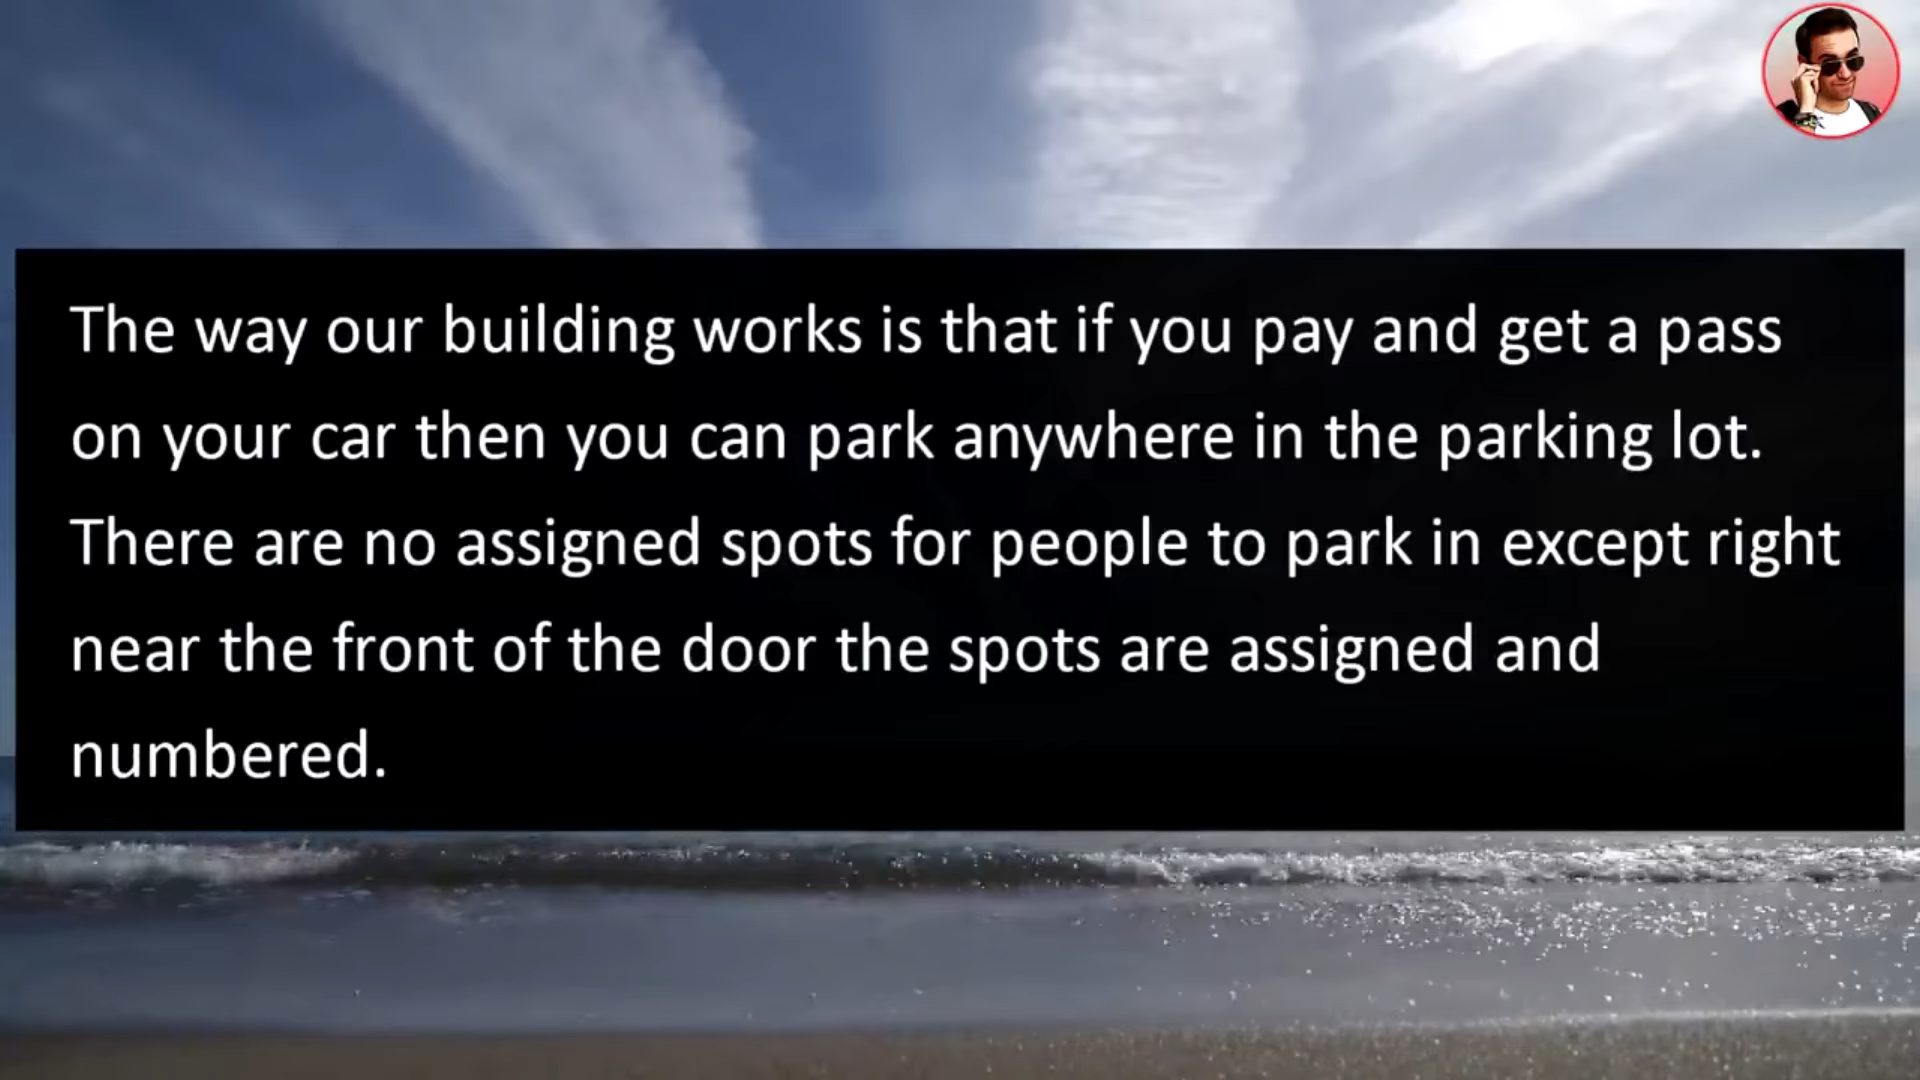 The way our building works is that if you pay and get a pass
on your car then you can park anywhere in the parking lot.
There are no assigned spots for people to park in except right
near the front of the door the spots are assigned and
numbered.